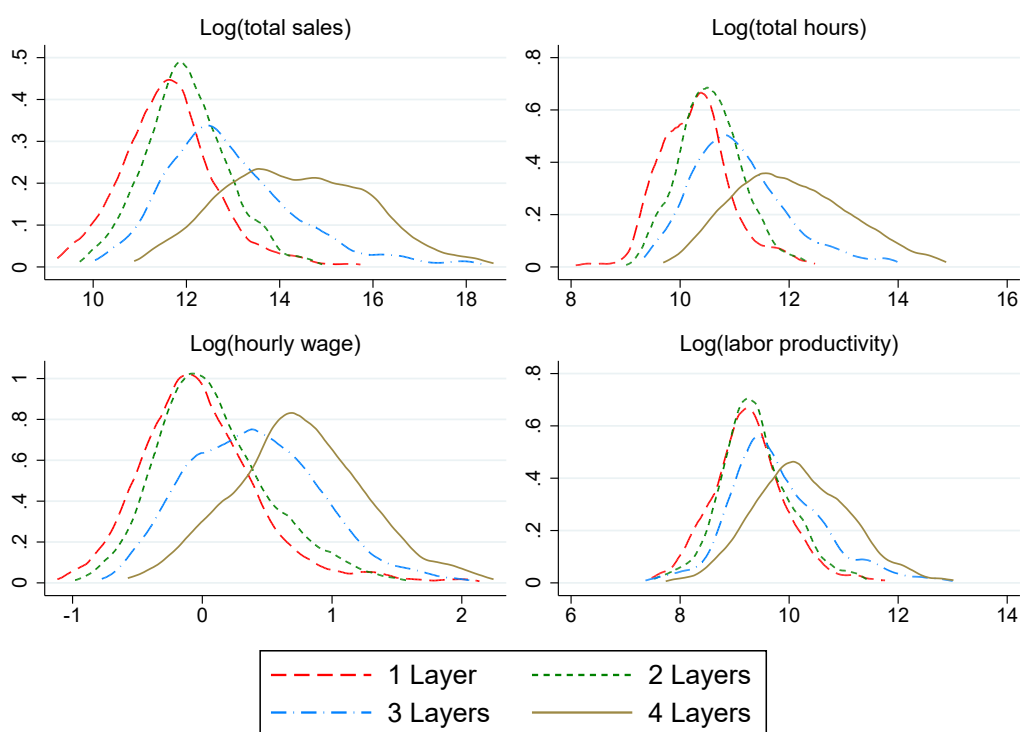 Log(total sales)
0 .1 .2 .3 .4 .5
10 12 14 16 18
Log(total hours)
0 .2 .4 .6 .8
8 10 12 14 16
Log(hourly wage)
0 .2 .4 .6 .8 1
-1 0 1 2
Log(labor productivity)
0 .2 .4 .6 .8
6 8 10 12 14
1 Layer 2 Layers
3 Layers 4 Layers